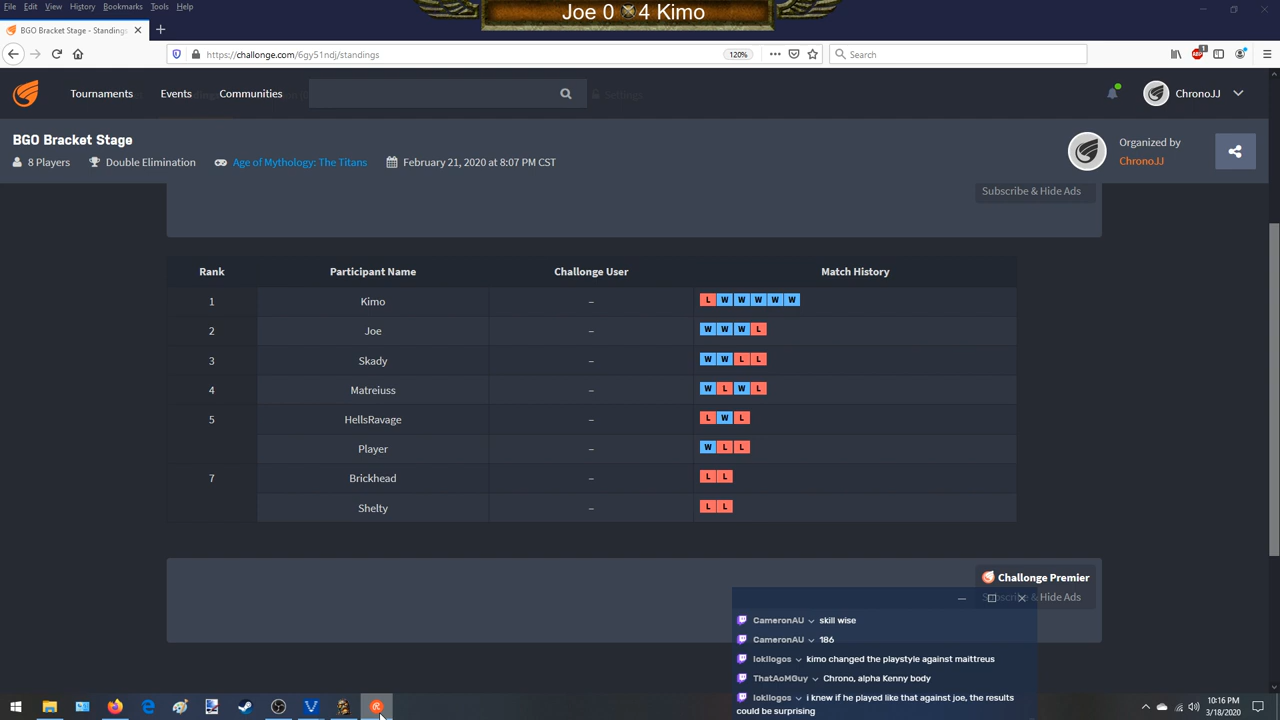 File Edit View History Bookmarks Tools Help
Joe 0 4 Kimo
BGO Bracket Stage - Standings
https://challonge.com/6gy51ndj/standings
120%
Search
Tournaments Events Communities
Settings
ChronoJJ
BGO Bracket Stage
8 Players Double Elimination Age of Mythology: The Titans February 21, 2020 at 8:07 PM CST
Organized by
ChronoJJ
Subscribe & Hide Ads
Rank Participant Name Challonge User Match History
1 Kimo – L W W W W W
2 Joe – W W W L
3 Skady – W W L L
4 Matreiuss – W L W L
5 HellsRavage – L W L
Player – W L L
7 Brickhead – L L
Shelty – L L
Challonge Premier
Subscribe & Hide Ads
CameronAU skill wise
CameronAU 186
lokilogos kimo changed the playstyle against maittreus
ThatAoMGuy Chrono, alpha Kenny body
lokilogos i knew if he played like that against joe, the results
could be surprising
10:16 PM
3/18/2020